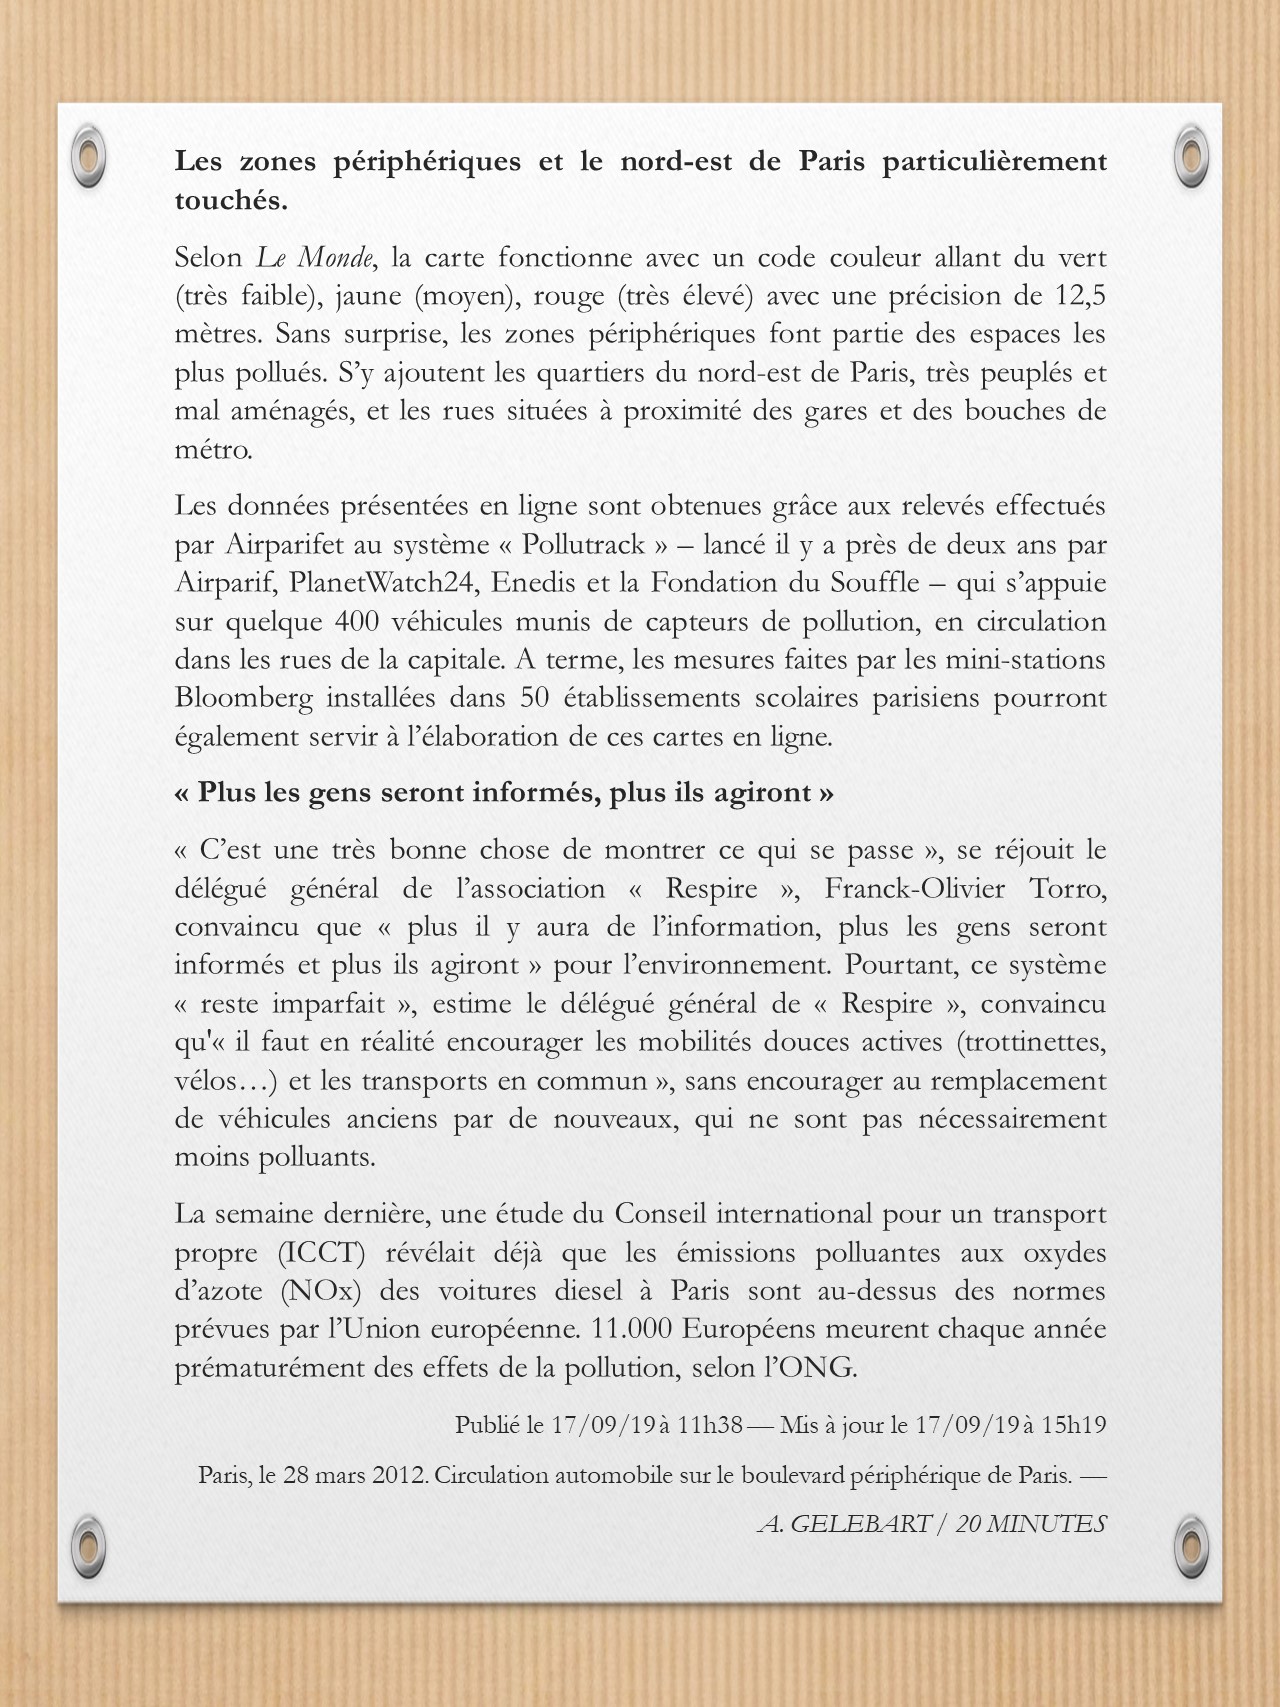 Les zones périphériques et le nord-est de Paris particulièrement
touchés.
Selon Le Monde, la carte fonctionne avec un code couleur allant du vert
(très faible), jaune (moyen), rouge (très élevé) avec une précision de 12,5
mètres. Sans surprise, les zones périphériques font partie des espaces les
plus pollués. S’y ajoutent les quartiers du nord-est de Paris, très peuplés et
mal aménagés, et les rues situées à proximité des gares et des bouches de
métro.
Les données présentées en ligne sont obtenues grâce aux relevés effectués
par Airparifet au système « Pollutrack » – lancé il y a près de deux ans par
Airparif, PlanetWatch24, Enedis et la Fondation du Souffle – qui s’appuie
sur quelque 400 véhicules munis de capteurs de pollution, en circulation
dans les rues de la capitale. A terme, les mesures faites par les mini-stations
Bloomberg installées dans 50 établissements scolaires parisiens pourront
également servir à l’élaboration de ces cartes en ligne.
« Plus les gens seront informés, plus ils agiront »
« C’est une très bonne chose de montrer ce qui se passe », se réjouit le
délégué général de l’association « Respire », Franck-Olivier Torro,
convaincu que « plus il y aura de l’information, plus les gens seront
informés et plus ils agiront » pour l’environnement. Pourtant, ce système
« reste imparfait », estime le délégué général de « Respire », convaincu
qu'« il faut en réalité encourager les mobilités douces actives (trottinettes,
vélos…) et les transports en commun », sans encourager au remplacement
de véhicules anciens par de nouveaux, qui ne sont pas nécessairement
moins polluants.
La semaine dernière, une étude du Conseil international pour un transport
propre (ICCT) révélait déjà que les émissions polluantes aux oxydes
d’azote (NOx) des voitures diesel à Paris sont au-dessus des normes
prévues par l’Union européenne. 11.000 Européens meurent chaque année
prématurément des effets de la pollution, selon l’ONG.
Publié le 17/09/19 à 11h38 — Mis à jour le 17/09/19 à 15h19
Paris, le 28 mars 2012. Circulation automobile sur le boulevard périphérique de Paris. —
A. GELEBART / 20 MINUTES